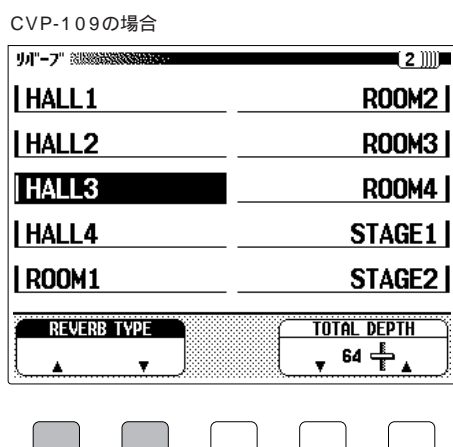 CVP-109の場合
リバーブ 2
HALL1 ROOM2
HALL2 ROOM3
HALL3 ROOM4
HALL4 STAGE1
ROOM1 STAGE2
REVERB TYPE TOTAL DEPTH
▲ ▼ ▼ 64 ▲